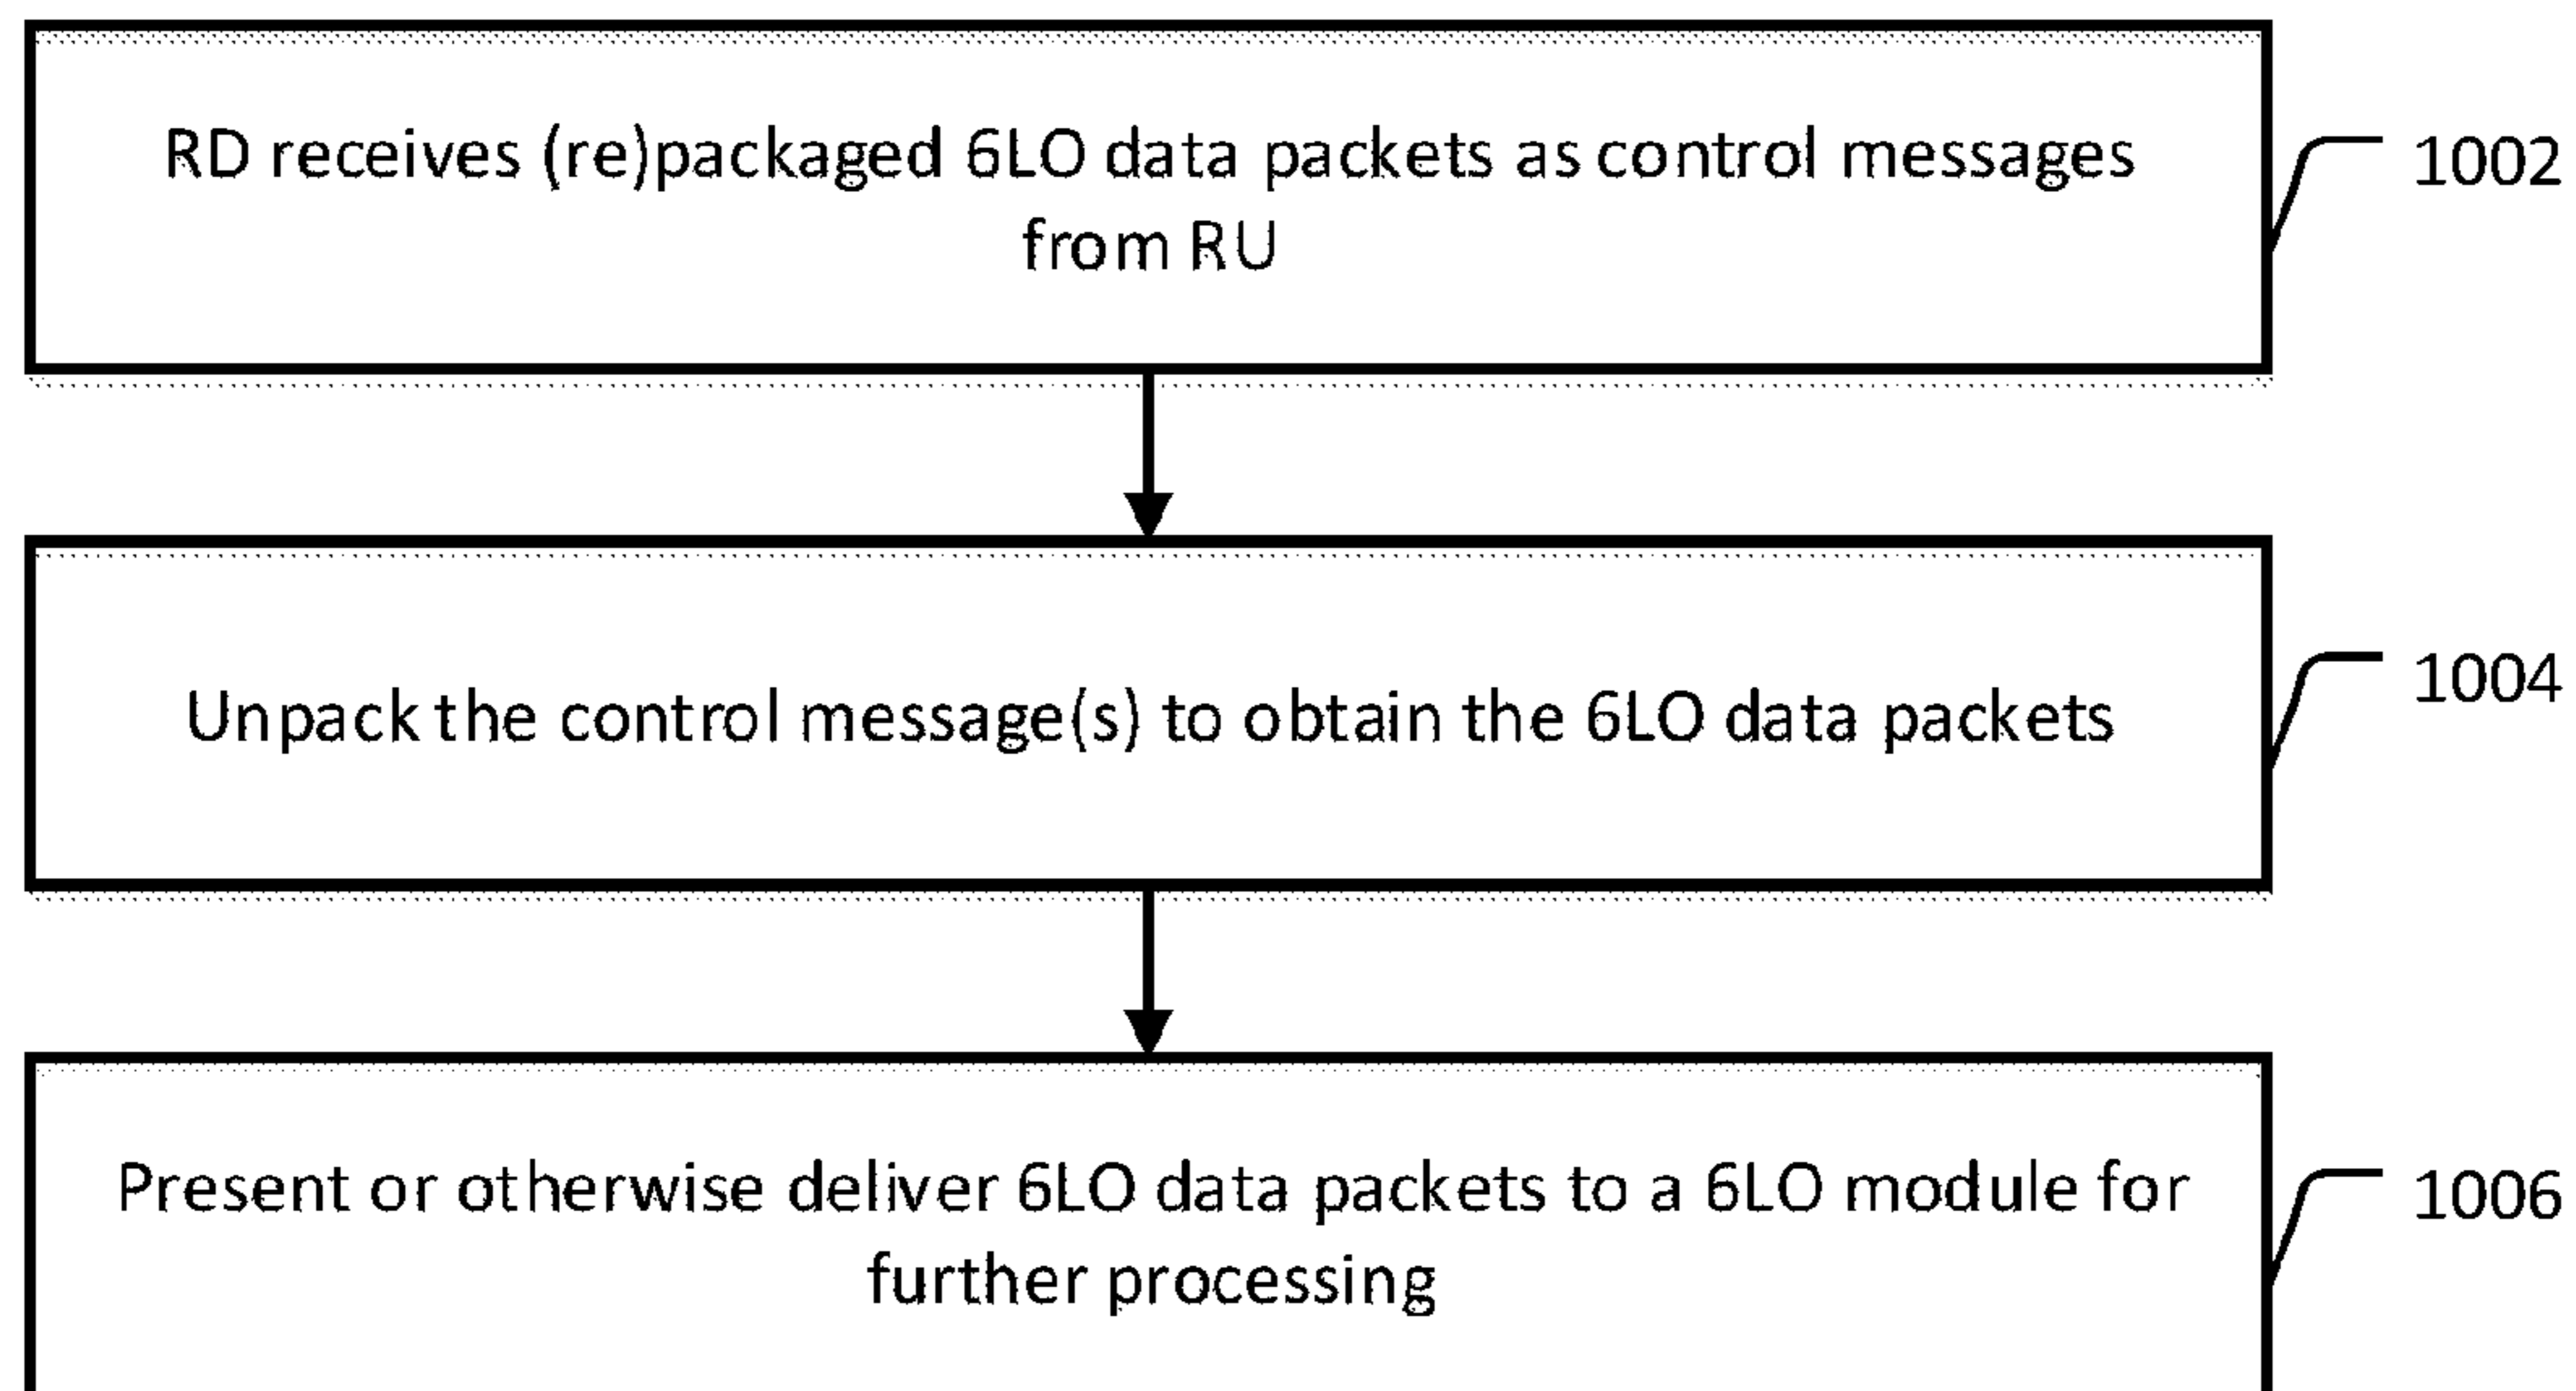 RD receives (re)packaged 6LO data packets as control messages
from RU
1002
Unpack the control message(s) to obtain the 6LO data packets
1004
Present or otherwise deliver 6LO data packets to a 6LO module for
further processing
1006